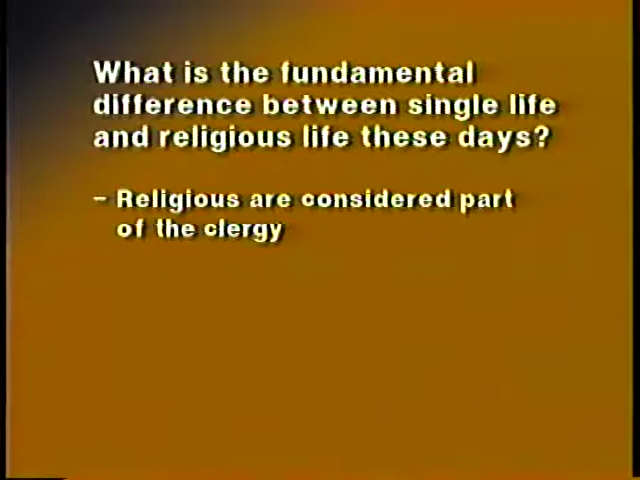 What is the fundamental
difference between single life
and religious life these days?
– Religious are considered part
of the clergy